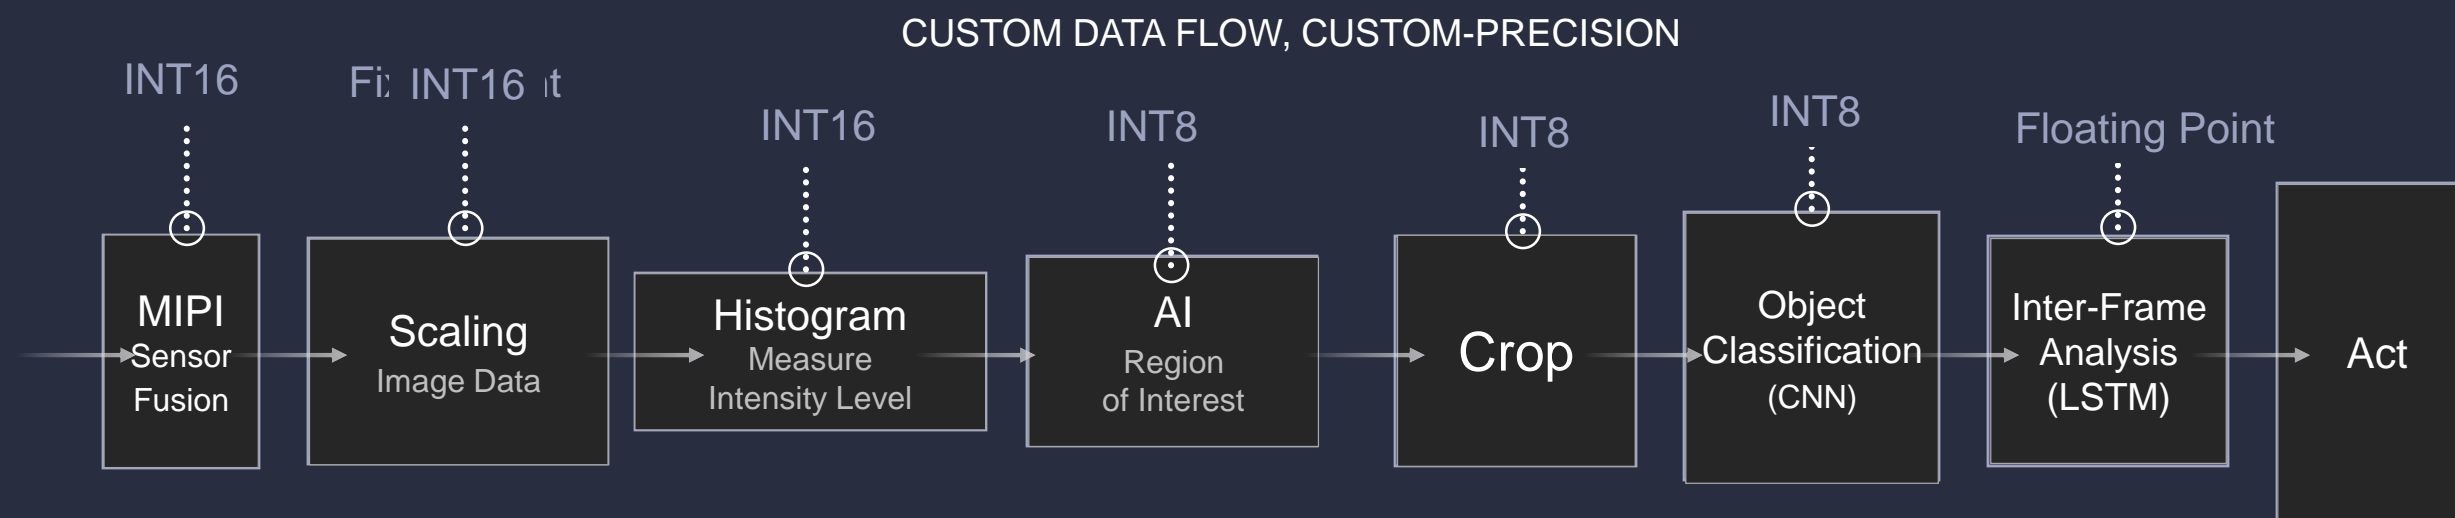 CUSTOM DATA FLOW, CUSTOM-PRECISION
INT16
INT16
INT16
INT8
INT8
INT8
Floating Point
MIPI
Sensor
Fusion
Scaling
Image Data
Histogram
Measure
Intensity Level
AI
Region
of Interest
Crop
Object
Classification
(CNN)
Inter-Frame
Analysis
(LSTM)
Act